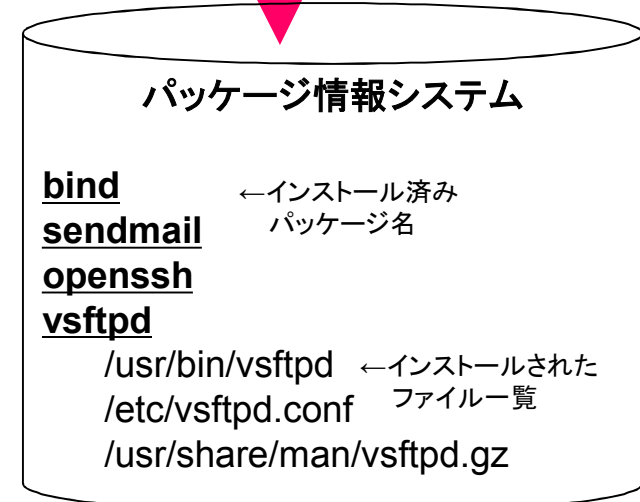 パッケージ情報システム
bind ←インストール済み
sendmail パッケージ名
openssh
vsftpd
/usr/bin/vsftpd ←インストールされた
/etc/vsftpd.conf ファイル一覧
/usr/share/man/vsftpd.gz